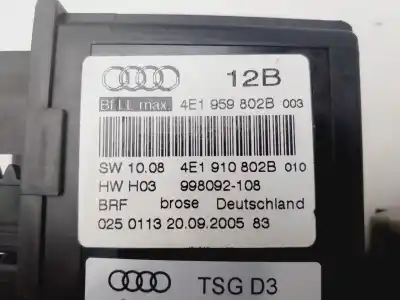 12B
Bf LL max. 4E1 959 802B 003
SW 10.08 4E1 910 802B 010
HW H03 998092-108
BRF brose Deutschland
025 0113 20.09.2005 83
TSG D3